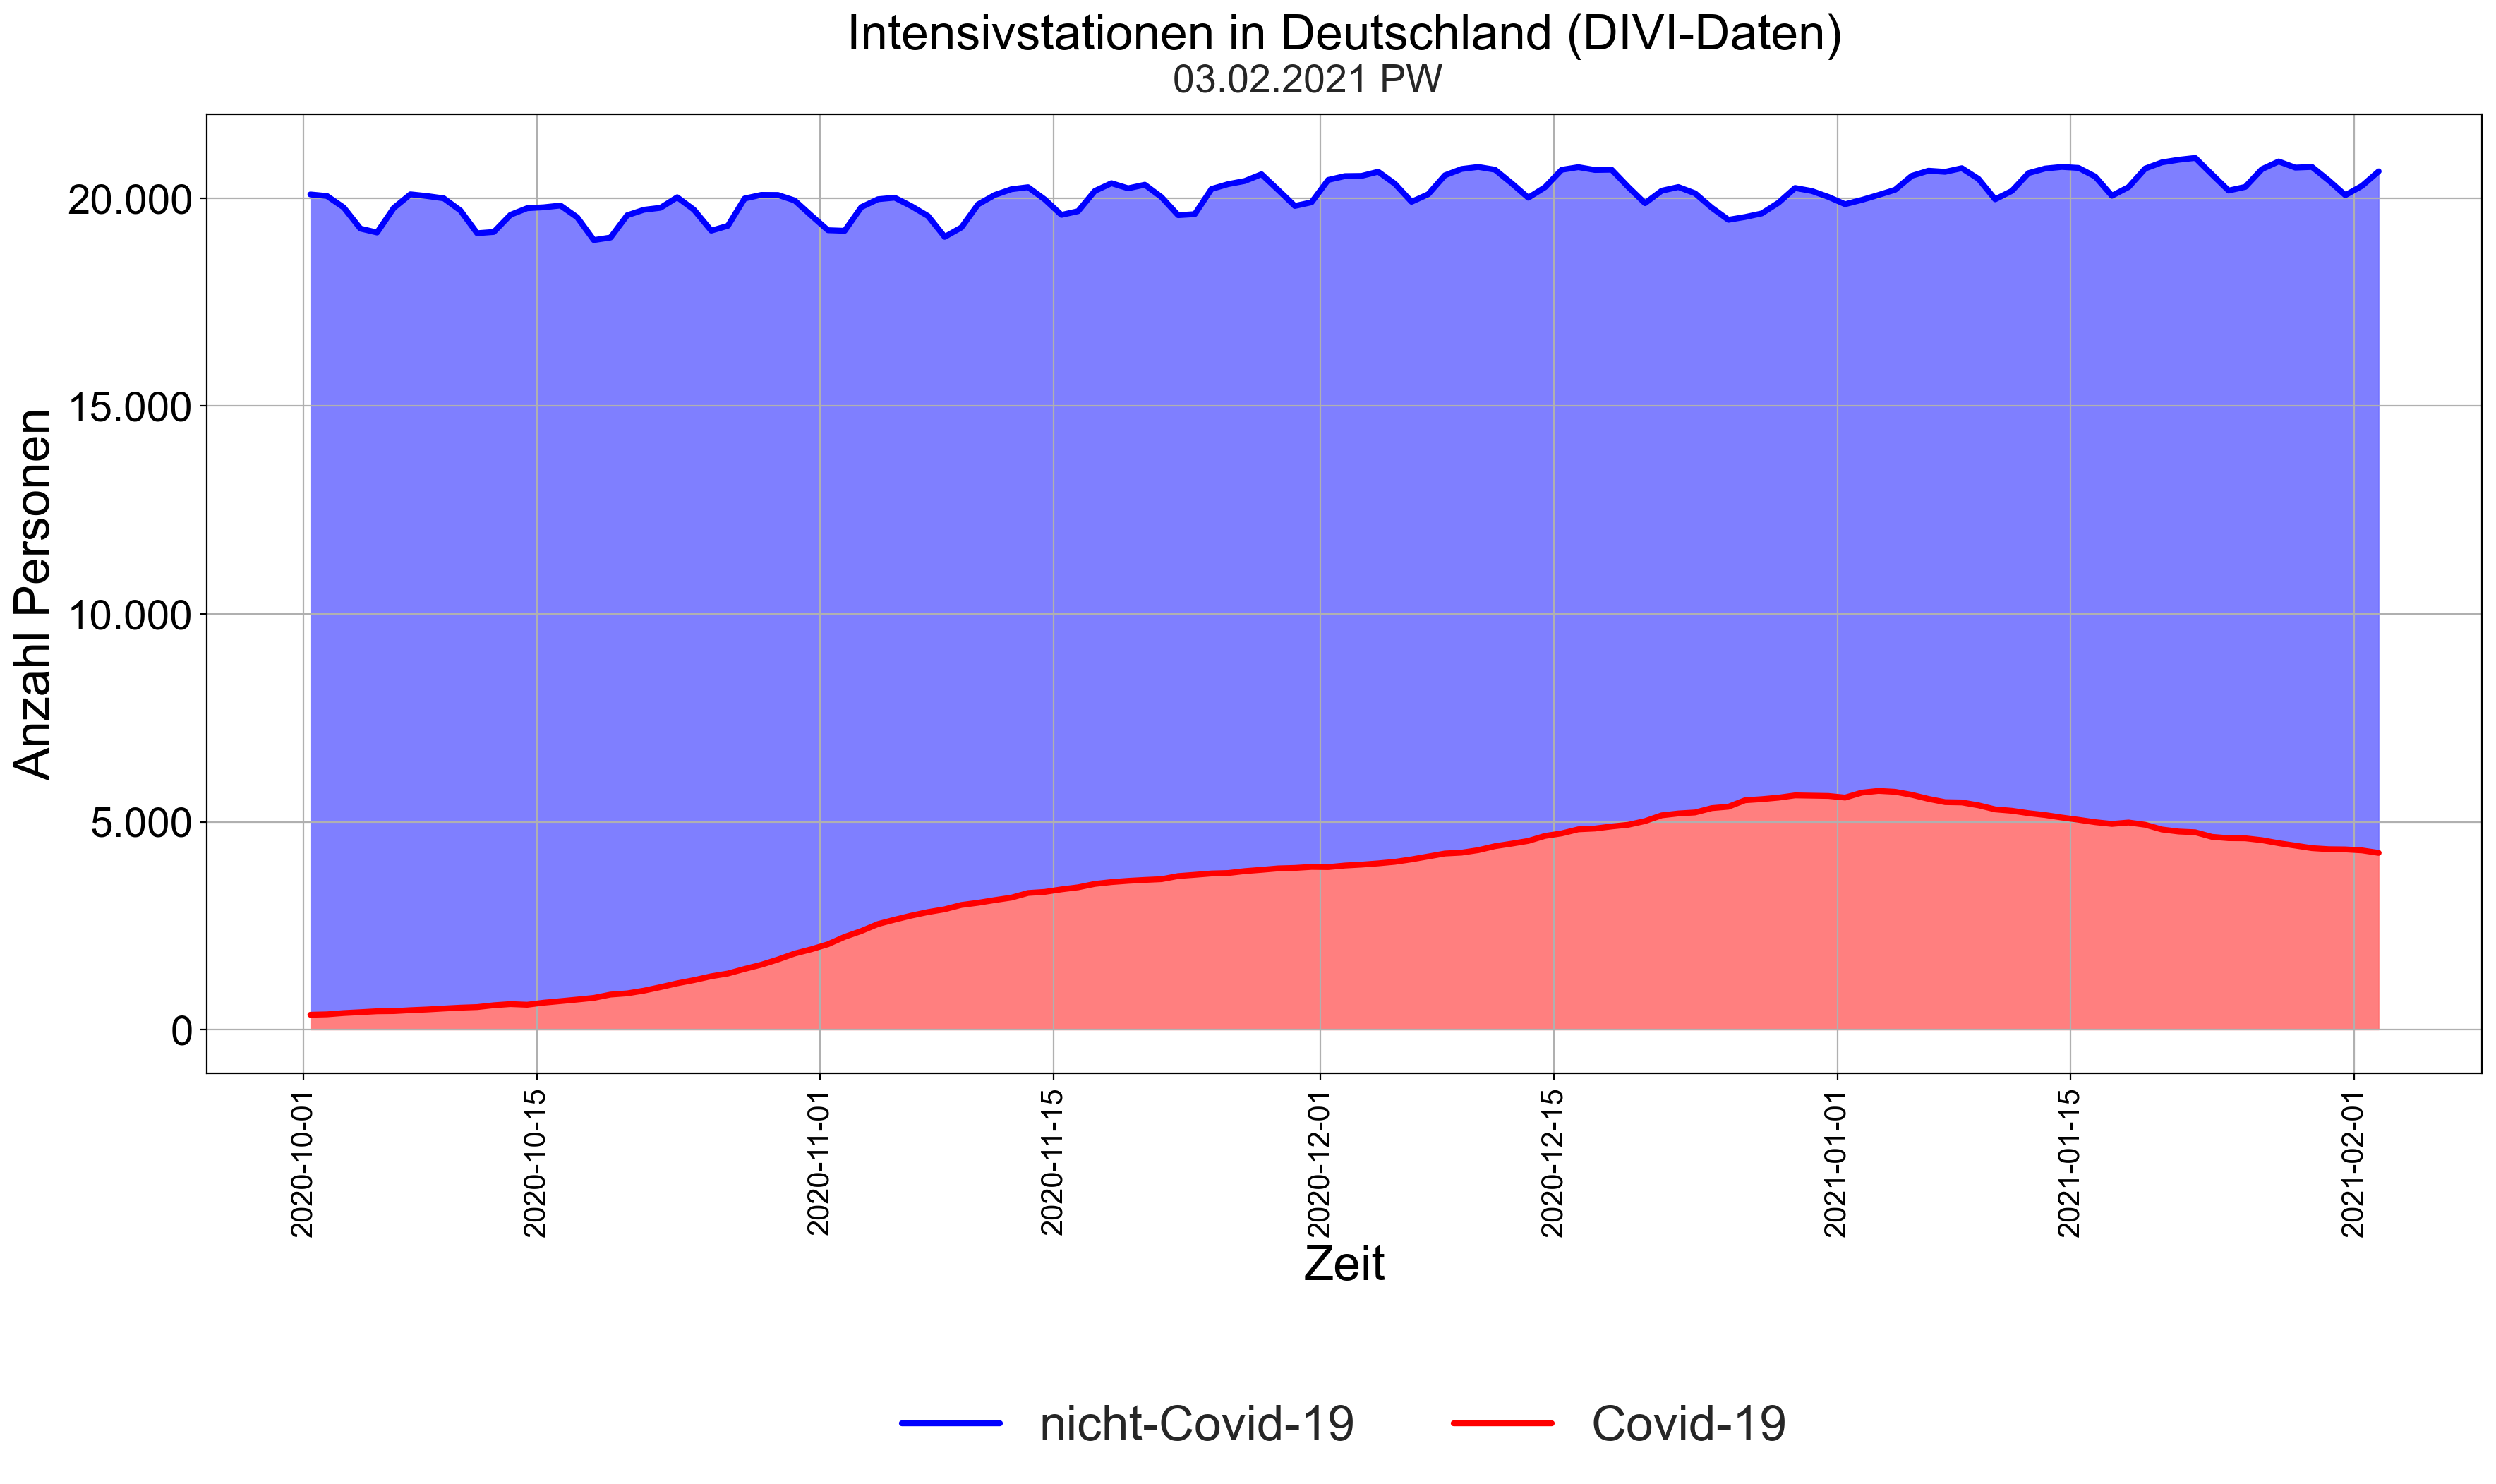 Intensivstationen in Deutschland (DIVI-Daten)
03.02.2021 PW
Anzahl Personen
20.000
15.000
10.000
5.000
0
2020-10-01
2020-10-15
2020-11-01
2020-11-15
2020-12-01
2020-12-15
2021-01-01
2021-01-15
2021-02-01
Zeit
nicht-Covid-19
Covid-19